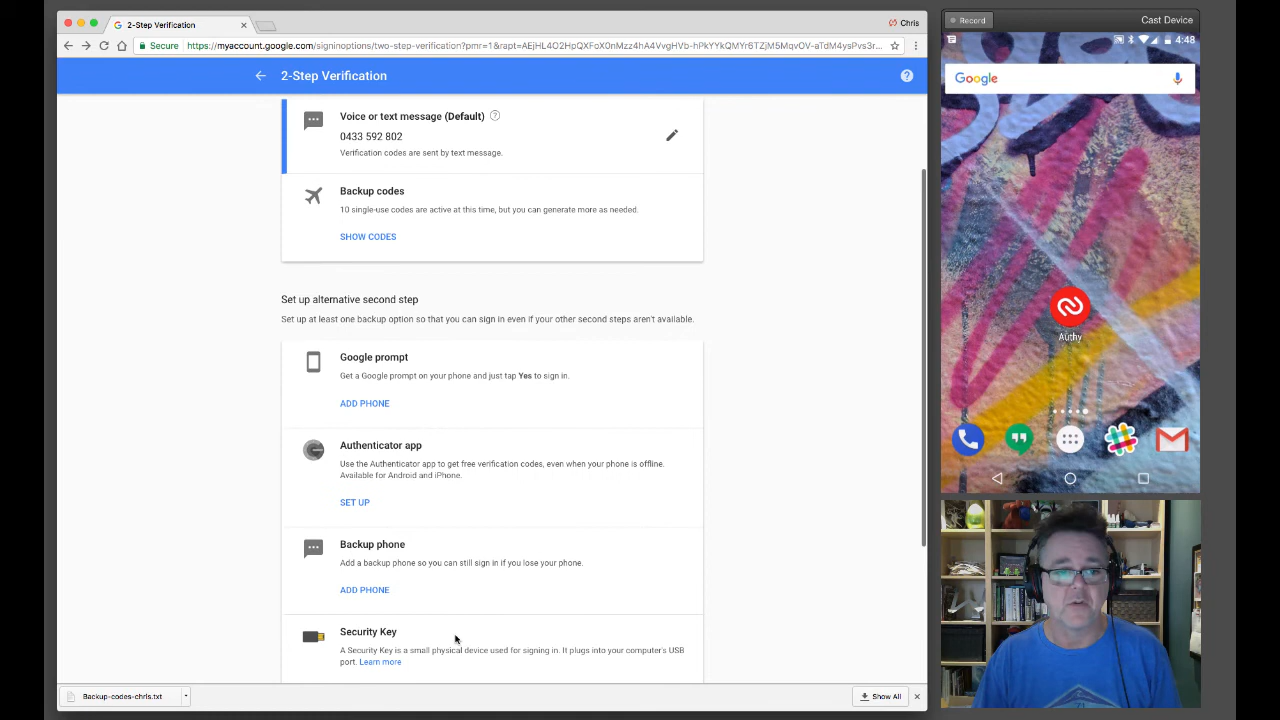 2-Step Verification
Chris
Secure
https://myaccount.google.com/signinoptions/two-step-verification?pmr=1&rapt=AEjHL4O2HpQXFoX0nMzz4hA4VvgHVb-hPkYYkQMYr6TZjM5MqvOV-aTdM4ysPvs3r...
2-Step Verification
Voice or text message (Default)
0433 592 802
Verification codes are sent by text message.
Backup codes
10 single-use codes are active at this time, but you can generate more as needed.
SHOW CODES
Set up alternative second step
Set up at least one backup option so that you can sign in even if your other second steps aren't available.
Google prompt
Get a Google prompt on your phone and just tap Yes to sign in.
ADD PHONE
Authenticator app
Use the Authenticator app to get free verification codes, even when your phone is offline.
Available for Android and iPhone.
SET UP
Backup phone
Add a backup phone so you can still sign in if you lose your phone.
ADD PHONE
Security Key
A Security Key is a small physical device used for signing in. It plugs into your computer's USB
port. Learn more
Backup-codes-chris.txt
Show All
Record
Cast Device
4:48
Google
Authy